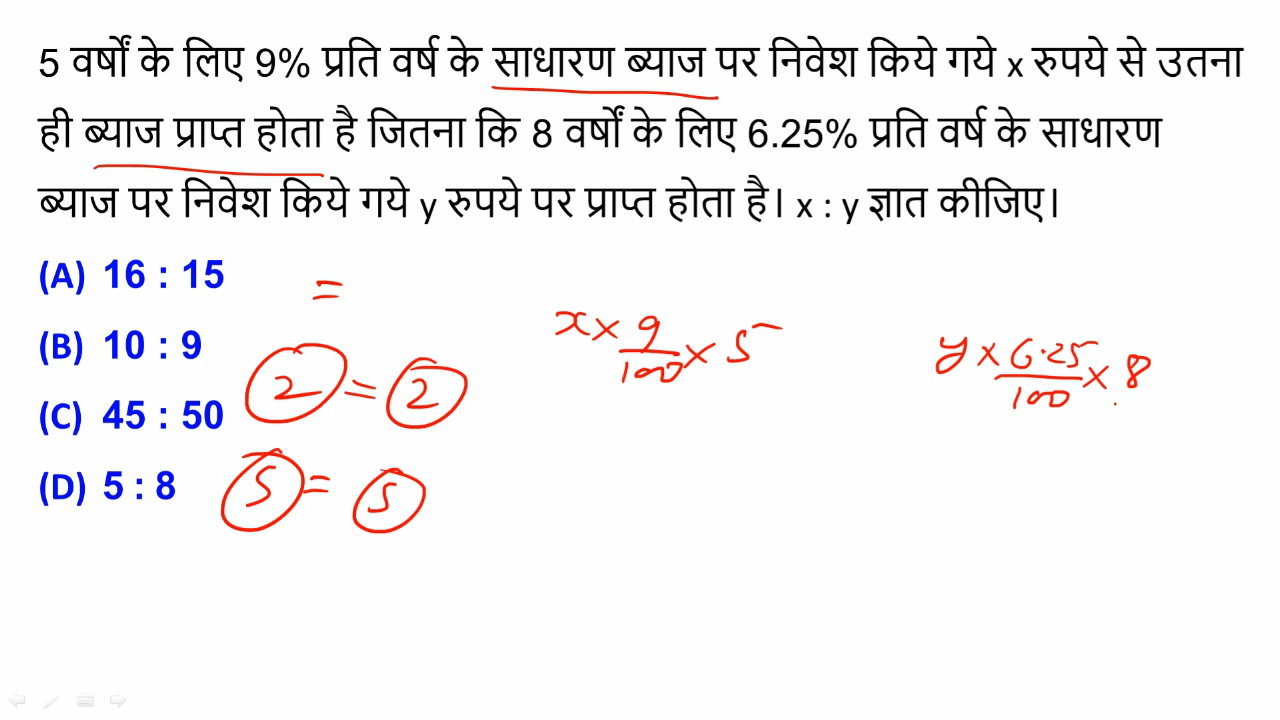 5 वर्षों के लिए 9% प्रति वर्ष के साधारण ब्याज पर निवेश किये गये x रुपये से उतना
ही ब्याज प्राप्त होता है जितना कि 8 वर्षों के लिए 6.25% प्रति वर्ष के साधारण
ब्याज पर निवेश किये गये y रुपये पर प्राप्त होता है। x : y ज्ञात कीजिए।
(A) 16 : 15
=
x × 9/100 × 5
y × 6.25/100 × 8
(B) 10 : 9
2 = 2
(C) 45 : 50
(D) 5 : 8
5 = 5